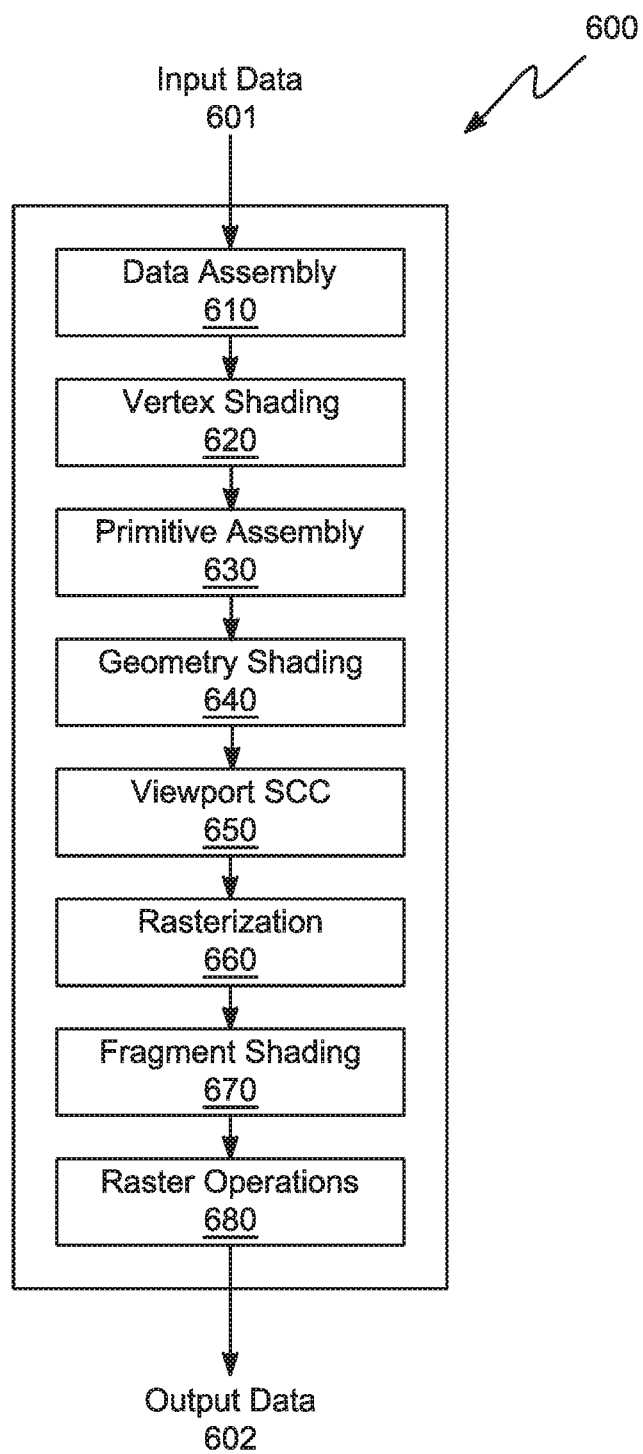 600
Input Data
601
Data Assembly
610
Vertex Shading
620
Primitive Assembly
630
Geometry Shading
640
Viewport SCC
650
Rasterization
660
Fragment Shading
670
Raster Operations
680
Output Data
602